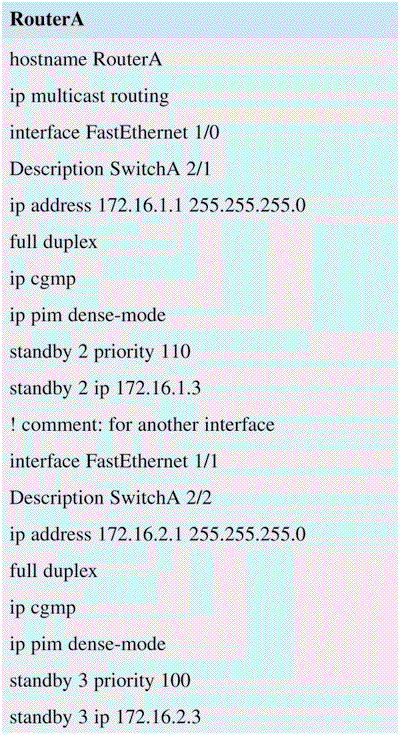 RouterA
hostname RouterA
ip multicast routing
interface FastEthernet 1/0
Description SwitchA 2/1
ip address 172.16.1.1 255.255.255.0
full duplex
ip cgmp
ip pim dense-mode
standby 2 priority 110
standby 2 ip 172.16.1.3
! comment: for another interface
interface FastEthernet 1/1
Description SwitchA 2/2
ip address 172.16.2.1 255.255.255.0
full duplex
ip cgmp
ip pim dense-mode
standby 3 priority 100
standby 3 ip 172.16.2.3